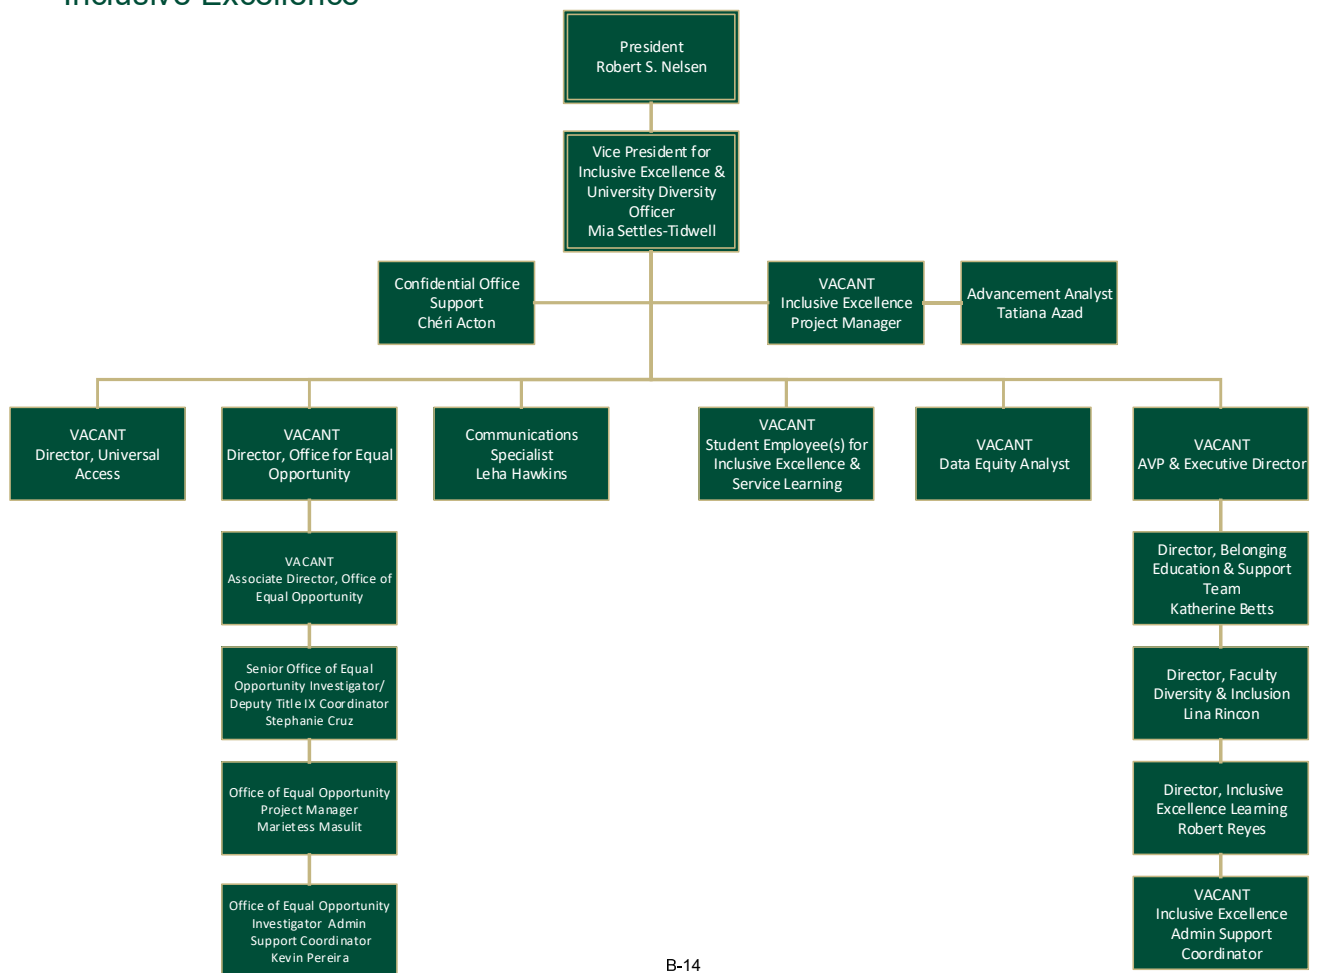 Inclusive Excellence
President
Robert S. Nelsen
Vice President for
Inclusive Excellence &
University Diversity
Officer
Mia Settles-Tidwell
Confidential Office
Support
Chéri Acton
VACANT
Inclusive Excellence
Project Manager
Advancement Analyst
Tatiana Azad
VACANT
Director, Universal
Access
VACANT
Director, Office for Equal
Opportunity
Communications
Specialist
Leha Hawkins
VACANT
Student Employee(s) for
Inclusive Excellence &
Service Learning
VACANT
Data Equity Analyst
VACANT
AVP & Executive Director
VACANT
Associate Director, Office of
Equal Opportunity
Senior Office of Equal
Opportunity Investigator/
Deputy Title IX Coordinator
Stephanie Cruz
Office of Equal Opportunity
Project Manager
Marietess Masulit
Office of Equal Opportunity
Investigator Admin
Support Coordinator
Kevin Pereira
Director, Belonging
Education & Support
Team
Katherine Betts
Director, Faculty
Diversity & Inclusion
Lina Rincon
Director, Inclusive
Excellence Learning
Robert Reyes
VACANT
Inclusive Excellence
Admin Support
Coordinator
B-14